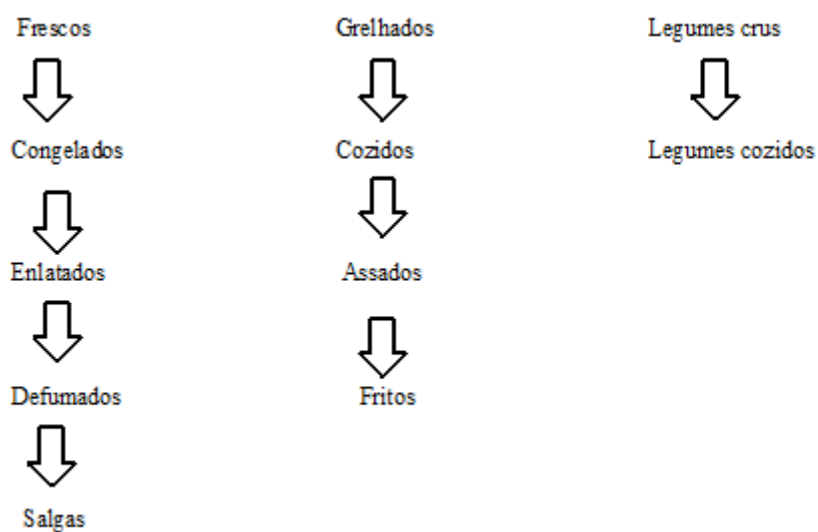 Frescos
Congelados
Enlatados
Defumados
Salgas
Grelhados
Cozidos
Assados
Fritos
Legumes crus
Legumes cozidos